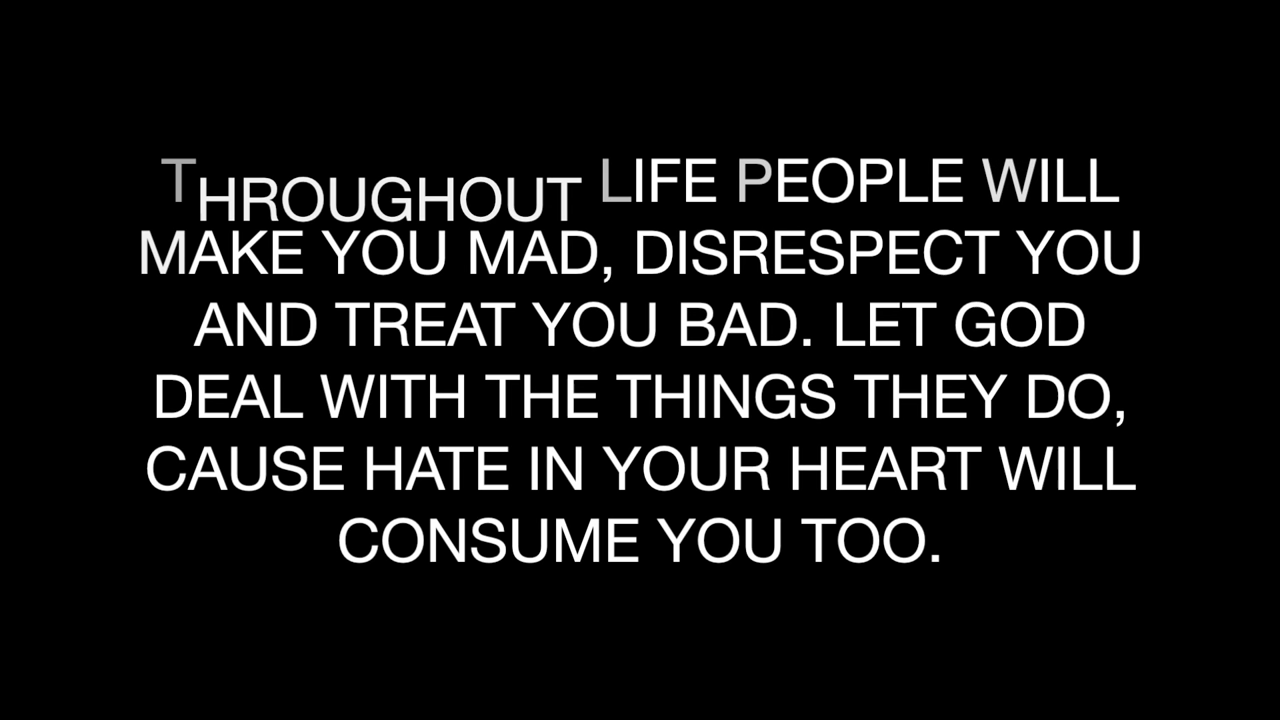 THROUGHOUT LIFE PEOPLE WILL
MAKE YOU MAD, DISRESPECT YOU
AND TREAT YOU BAD. LET GOD
DEAL WITH THE THINGS THEY DO,
CAUSE HATE IN YOUR HEART WILL
CONSUME YOU TOO.